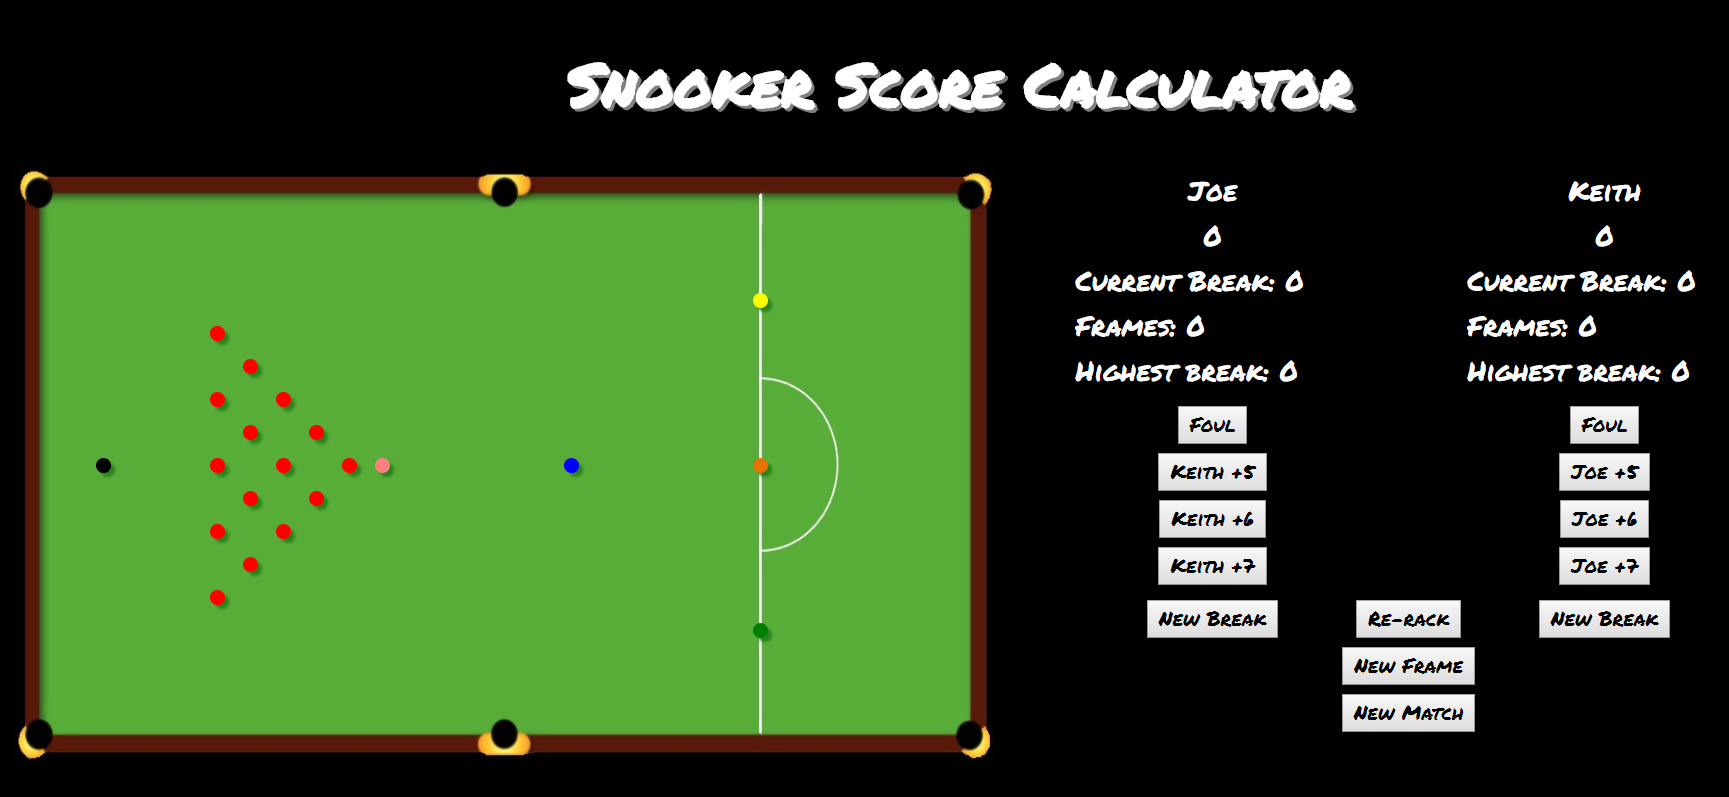 Snooker Score Calculator
Joe
0
Current Break: 0
Frames: 0
Highest break: 0
Foul
Keith +5
Keith +6
Keith +7
New Break
Keith
0
Current Break: 0
Frames: 0
Highest break: 0
Foul
Joe +5
Joe +6
Joe +7
New Break
Re-rack
New Frame
New Match